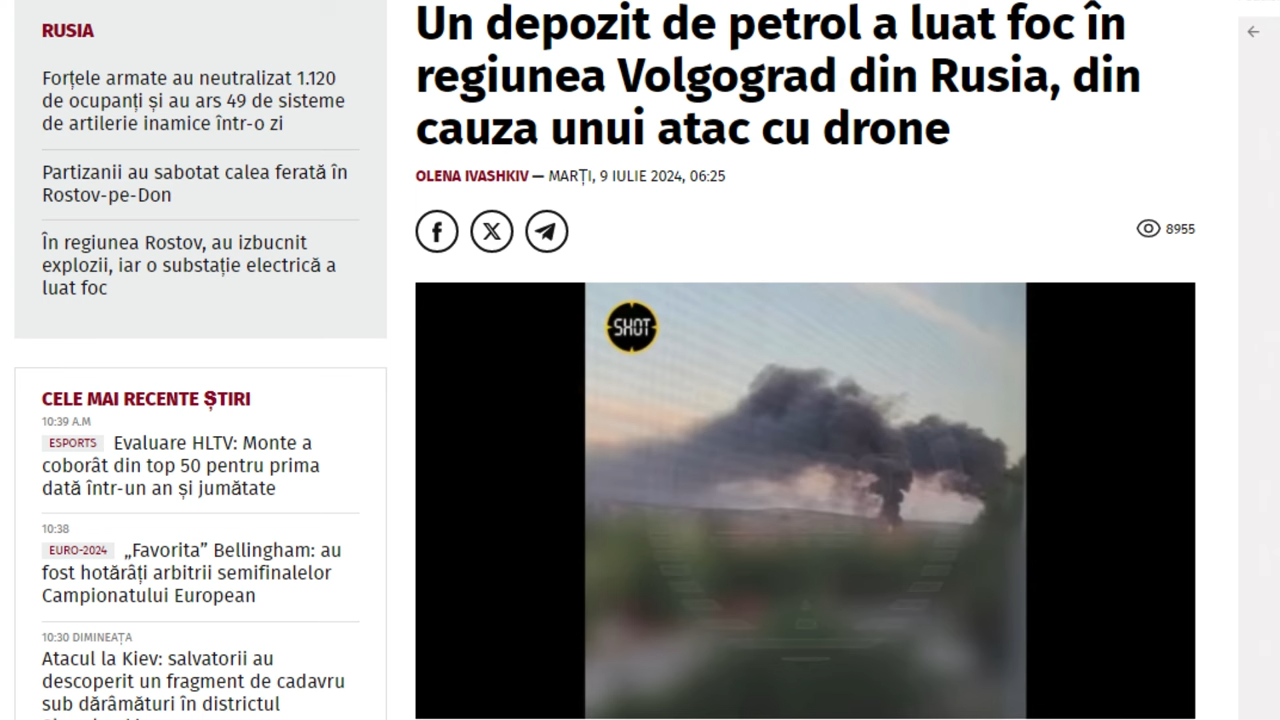 RUSIA
Forțele armate au neutralizat 1.120
de ocupanți și au ars 49 de sisteme
de artilerie inamice într-o zi
Partizanii au sabotat calea ferată în
Rostov-pe-Don
În regiunea Rostov, au izbucnit
explozii, iar o substație electrică a
luat foc
CELE MAI RECENTE ȘTIRI
10:39 A.M
ESPORTS Evaluare HLTV: Monte a
coborât din top 50 pentru prima
dată într-un an și jumătate
10:38
EURO-2024 „Favorita” Bellingham: au
fost hotărâți arbitrii semifinalelor
Campionatului European
10:30 DIMINEAȚA
Atacul la Kiev: salvatorii au
descoperit un fragment de cadavru
sub dărâmături în districtul
Un depozit de petrol a luat foc în
regiunea Volgograd din Rusia, din
cauza unui atac cu drone
OLENA IVASHKIV — MARȚI, 9 IULIE 2024, 06:25
8955
SHOT